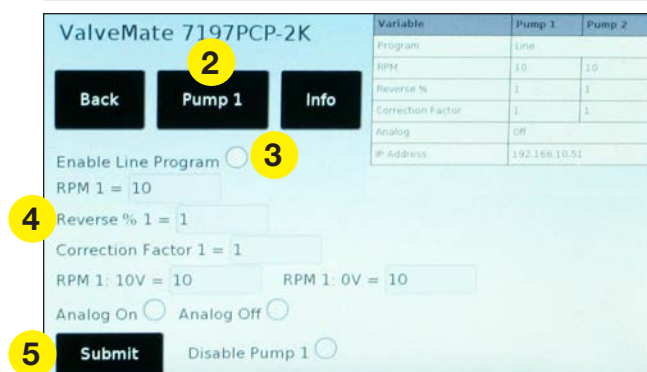 ValveMate 7197PCP-2K
Variable Pump 1 Pump 2
Program Line
RPM 10 10
Reverse % 1 1
Correction Factor 1 1
Analog Off
IP Address 192.168.10.51
2
Back Pump 1 Info
Enable Line Program 3
RPM 1 = 10
4 Reverse % 1 = 1
Correction Factor 1 = 1
RPM 1: 10V = 10 RPM 1: 0V = 10
Analog On Analog Off
5 Submit Disable Pump 1